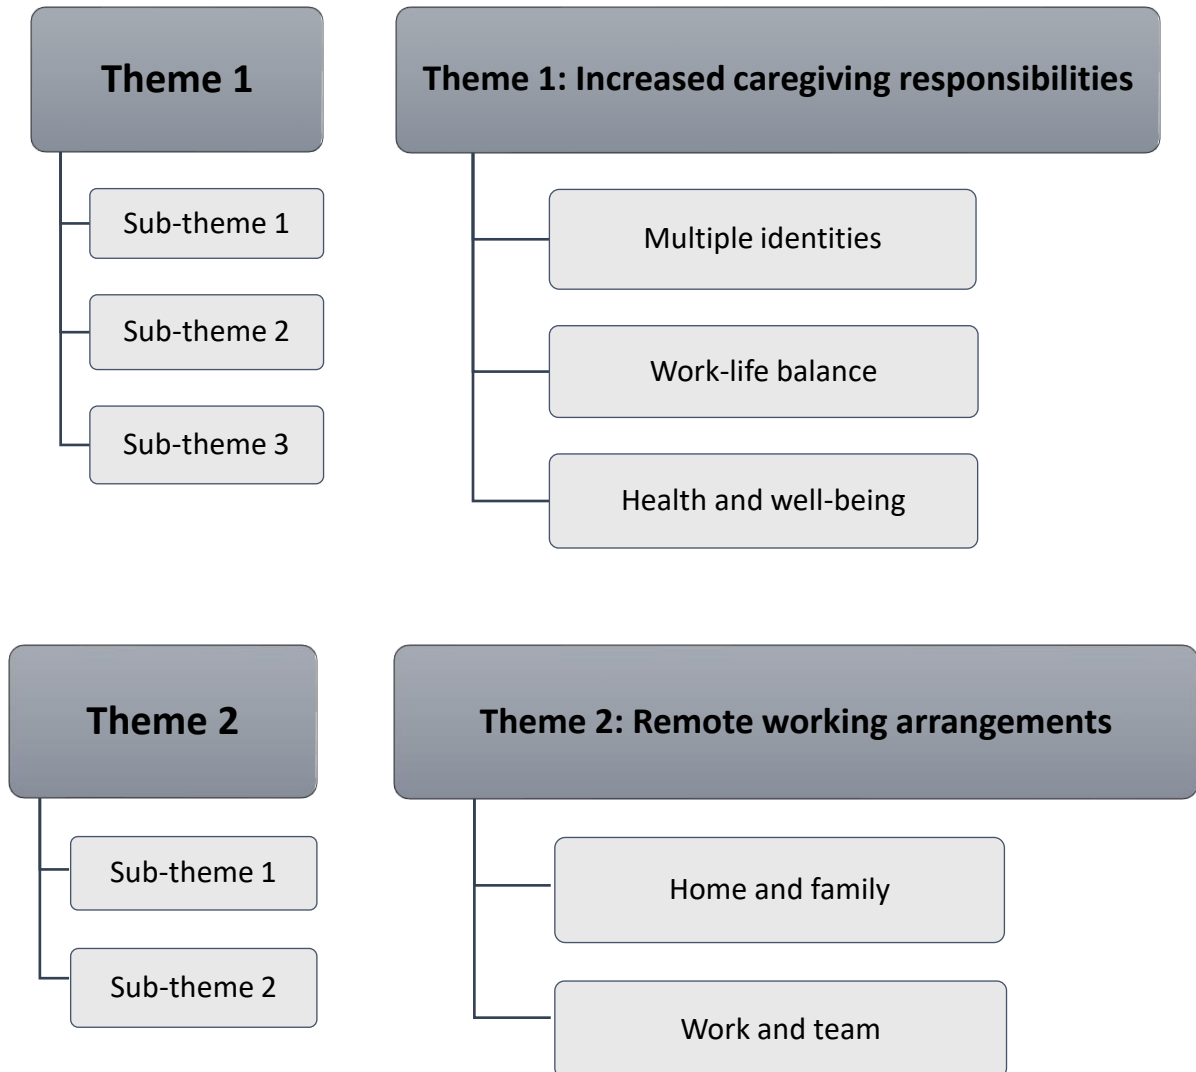 Theme 1
Sub-theme 1
Sub-theme 2
Sub-theme 3
Theme 1: Increased caregiving responsibilities
Multiple identities
Work-life balance
Health and well-being
Theme 2
Sub-theme 1
Sub-theme 2
Theme 2: Remote working arrangements
Home and family
Work and team